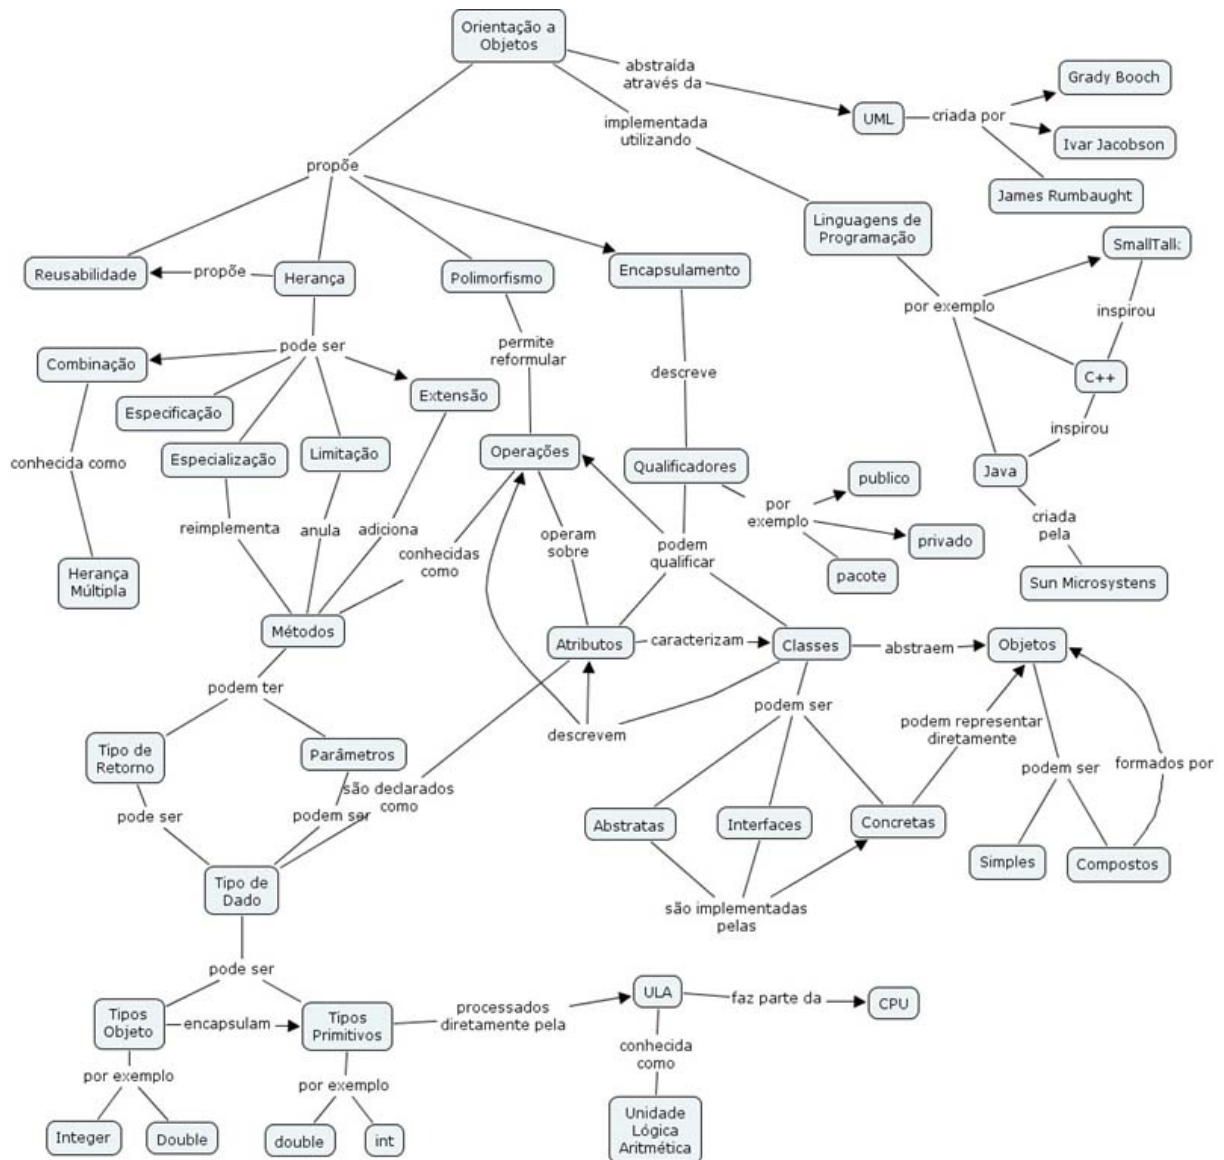 Orientação a
Objetos
abstraída
através da
Grady Booch
UML
criada por
implementada
utilizando
Ivar Jacobson
propõe
James Rumbaught
Linguagens de
Programação
SmallTalk
Reusabilidade
propõe
Herança
Polimorfismo
Encapsulamento
por exemplo
inspirou
pode ser
permite
reformular
Combinação
descreve
C++
Extensão
Especificação
inspirou
conhecida como
Especialização
Limitação
Operações
Qualificadores
publico
Java
por
exemplo
reimplementa
anula
adiciona
conhecidas
como
operam
sobre
podem
qualificar
privado
criada
pela
Herança
Múltipla
pacote
Sun Microsystens
Métodos
Atributos
caracterizam
Classes
abstraem
Objetos
podem ter
podem ser
podem representar
diretamente
descrevem
Tipo de
Retorno
Parâmetros
são declarados
como
podem ser
formados por
pode ser
podem ser
Abstratas
Interfaces
Concretas
Simples
Compostos
Tipo de
Dado
são implementadas
pelas
pode ser
Tipos
Objeto
encapsulam
Tipos
Primitivos
processados
diretamente pela
ULA
faz parte da
CPU
por exemplo
por exemplo
conhecida
como
Integer
Double
double
int
Unidade
Lógica
Aritmética